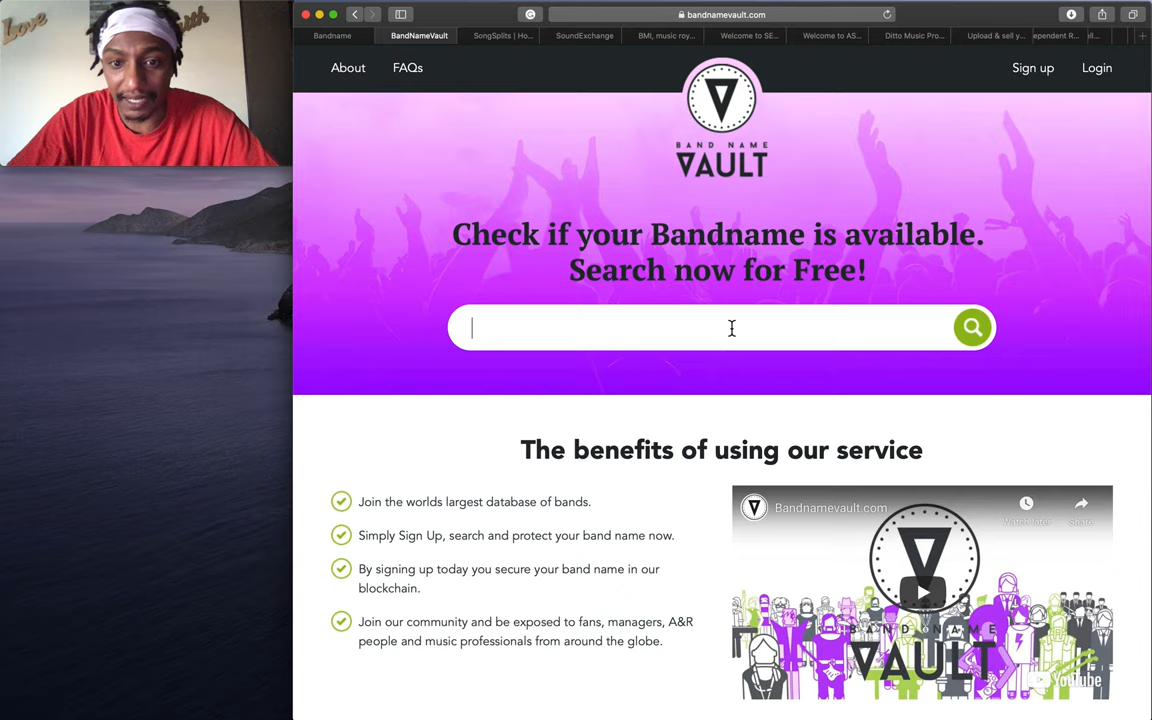 Love
bandnamevault.com
Bandname
BandNameVault
SongSplits | Ho...
SoundExchange
BMI, music roy...
Welcome to SE...
Welcome to AS...
Ditto Music Pro...
Upload & sell y...
ependent R...
About
FAQs
Sign up
Login
BAND NAME
VAULT
Check if your Bandname is available.
Search now for Free!
The benefits of using our service
Join the worlds largest database of bands.
Simply Sign Up, search and protect your band name now.
By signing up today you secure your band name in our
blockchain.
Join our community and be exposed to fans, managers, A&R
people and music professionals from around the globe.
Bandnamevault.com
Watch later
Share
BAND NAME
VAULT
YouTube